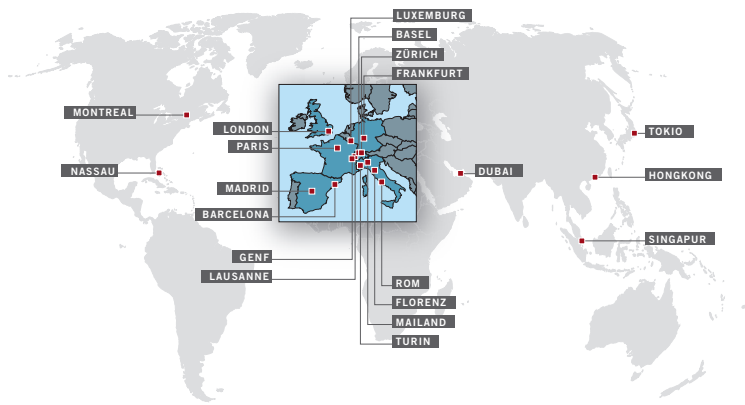 LUXEMBURG
BASEL
ZÜRICH
FRANKFURT
MONTREAL
LONDON
TOKIO
PARIS
NASSAU
DUBAI
HONGKONG
MADRID
BARCELONA
SINGAPUR
GENF
LAUSANNE
ROM
FLORENZ
MAILAND
TURIN